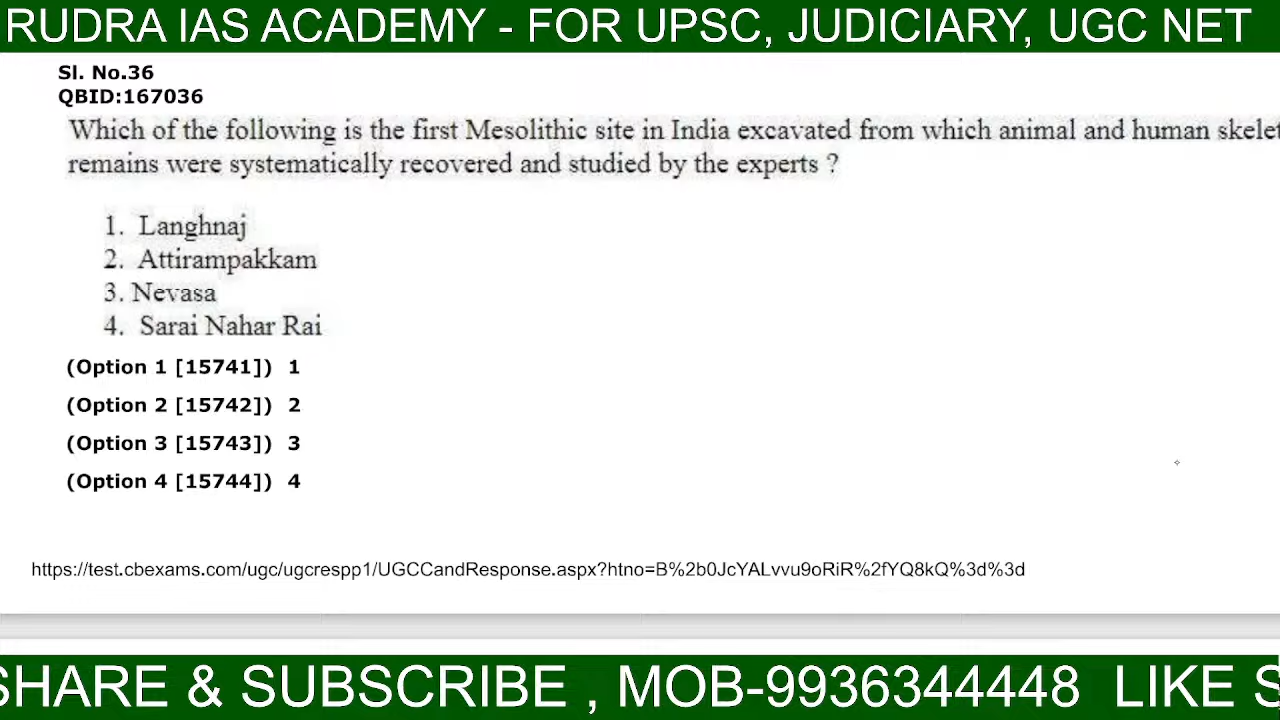 RUDRA IAS ACADEMY - FOR UPSC, JUDICIARY, UGC NET
Sl. No.36
QBID:167036
Which of the following is the first Mesolithic site in India excavated from which animal and human
remains were systematically recovered and studied by the experts ?
1. Langhnaj
2. Attirampakkam
3. Nevasa
4. Sarai Nahar Rai
(Option 1 [15741]) 1
(Option 2 [15742]) 2
(Option 3 [15743]) 3
(Option 4 [15744]) 4
https://test.cbexams.com/ugc/ugcrespp1/UGCCandResponse.aspx?htno=B%2b0JcYALvvu9oRiR%2fYQ8kQ%3d%3d
SHARE & SUBSCRIBE , MOB-9936344448 LIKE